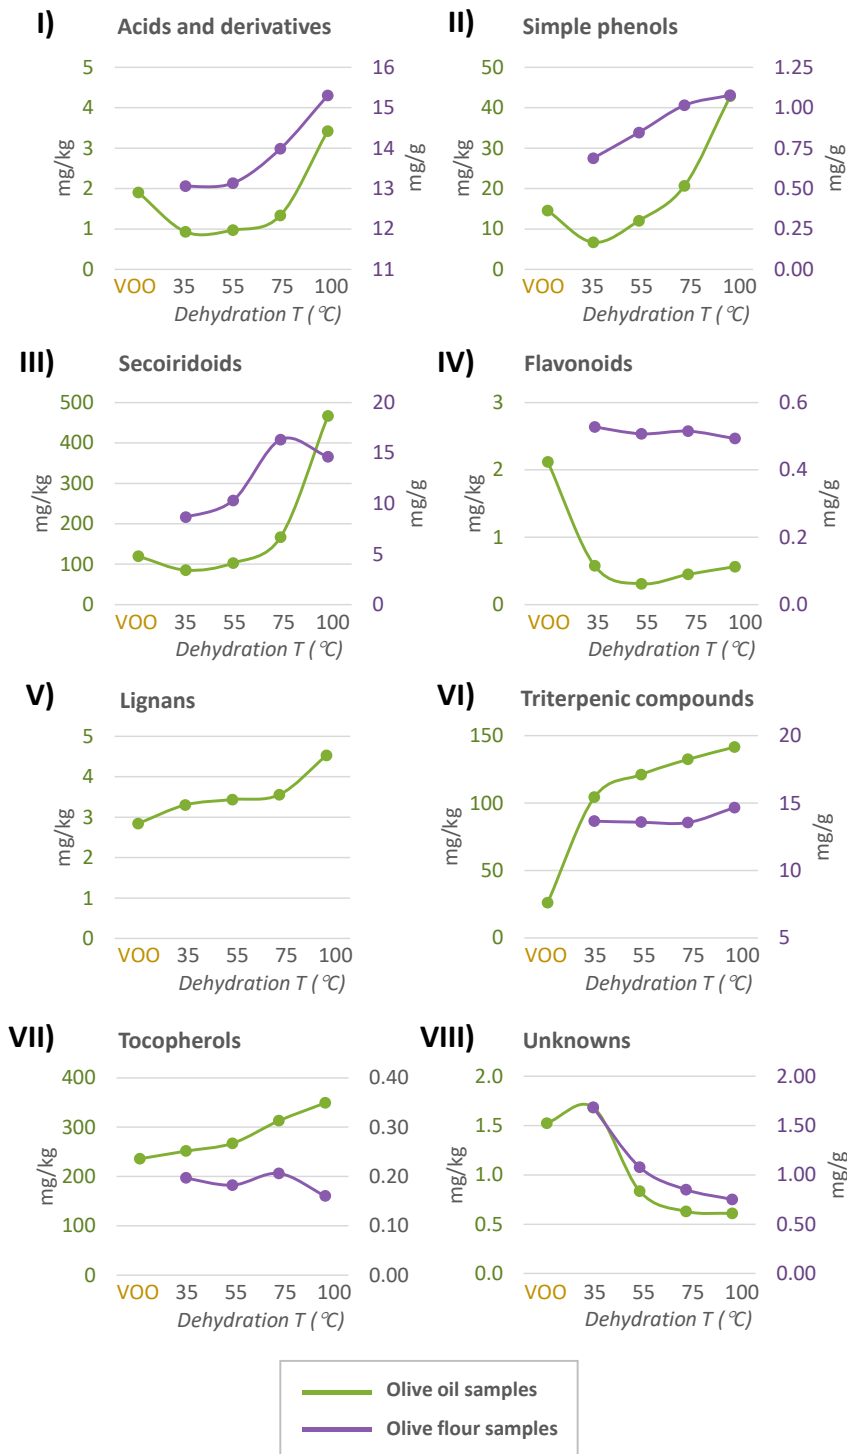 I) Acids and derivatives
5 16
4 15
3 14
2 13
1 12
0 11
mg/kg
mg/g
VOO 35 55 75 100
Dehydration T (°C)
II) Simple phenols
50 1.25
40 1.00
30 0.75
20 0.50
10 0.25
0 0.00
mg/kg
mg/g
VOO 35 55 75 100
Dehydration T (°C)
III) Secoiridoids
500 20
400 15
300 10
200 5
100 0
0
mg/kg
mg/g
VOO 35 55 75 100
Dehydration T (°C)
IV) Flavonoids
3 0.6
2 0.4
1 0.2
0 0.0
mg/kg
mg/g
VOO 35 55 75 100
Dehydration T (°C)
V) Lignans
5
4
3
2
1
0
mg/kg
VOO 35 55 75 100
Dehydration T (°C)
VI) Triterpenic compounds
150 20
100 15
50 10
0 5
mg/kg
mg/g
VOO 35 55 75 100
Dehydration T (°C)
VII) Tocopherols
400 0.40
300 0.30
200 0.20
100 0.10
0 0.00
mg/kg
mg/g
VOO 35 55 75 100
Dehydration T (°C)
VIII) Unknowns
2.0 2.00
1.5 1.50
1.0 1.00
0.5 0.50
0.0 0.00
mg/kg
mg/g
VOO 35 55 75 100
Dehydration T (°C)
Olive oil samples
Olive flour samples